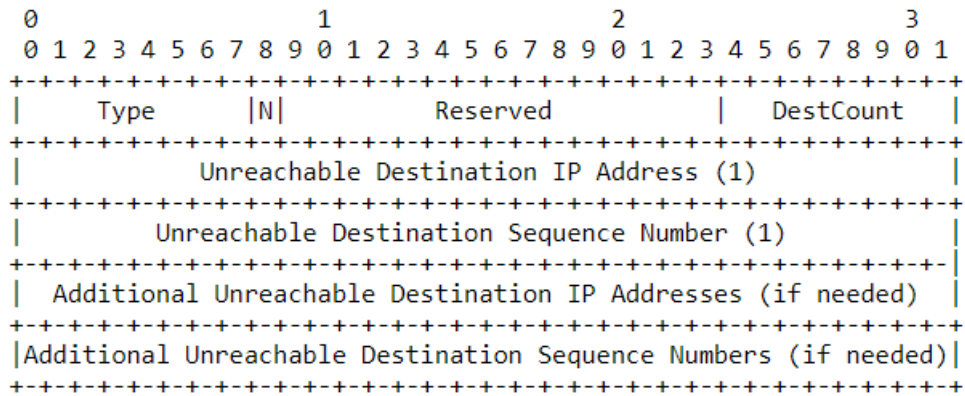 0                   1                   2                   3
0 1 2 3 4 5 6 7 8 9 0 1 2 3 4 5 6 7 8 9 0 1 2 3 4 5 6 7 8 9 0 1
+-+-+-+-+-+-+-+-+-+-+-+-+-+-+-+-+-+-+-+-+-+-+-+-+-+-+-+-+-+-+-+-+
|     Type      |N|          Reserved           |   DestCount   |
+-+-+-+-+-+-+-+-+-+-+-+-+-+-+-+-+-+-+-+-+-+-+-+-+-+-+-+-+-+-+-+-+
|            Unreachable Destination IP Address (1)             |
+-+-+-+-+-+-+-+-+-+-+-+-+-+-+-+-+-+-+-+-+-+-+-+-+-+-+-+-+-+-+-+-+
|         Unreachable Destination Sequence Number (1)           |
+-+-+-+-+-+-+-+-+-+-+-+-+-+-+-+-+-+-+-+-+-+-+-+-+-+-+-+-+-+-+-+-|
|  Additional Unreachable Destination IP Addresses (if needed)  |
+-+-+-+-+-+-+-+-+-+-+-+-+-+-+-+-+-+-+-+-+-+-+-+-+-+-+-+-+-+-+-+-+
|Additional Unreachable Destination Sequence Numbers (if needed)|
+-+-+-+-+-+-+-+-+-+-+-+-+-+-+-+-+-+-+-+-+-+-+-+-+-+-+-+-+-+-+-+-+